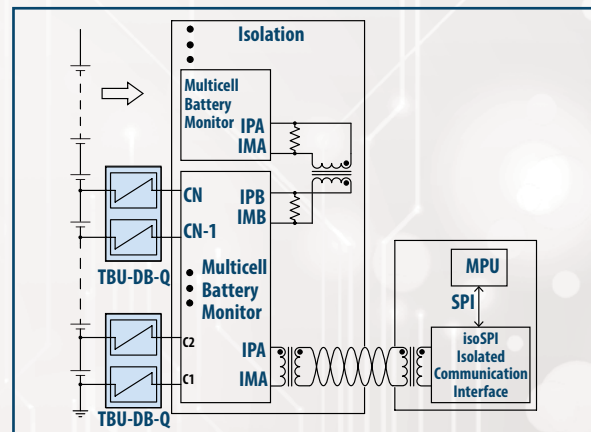 Isolation
Multicell
Battery
Monitor
IPA
IMA
CN
IPB
IMB
CN-1
TBU-DB-Q
Multicell
Battery
Monitor
C2
C1
TBU-DB-Q
IPA
IMA
MPU
SPI
isoSPI
Isolated
Communication
Interface